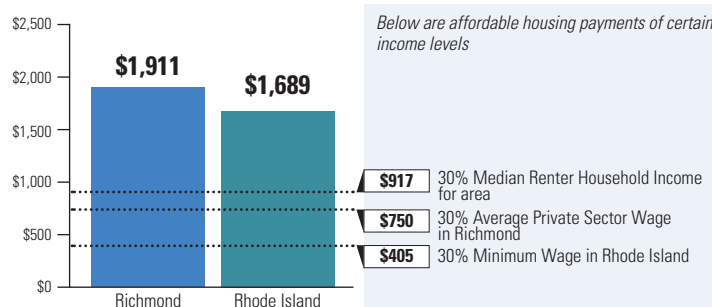 $2,500
$2,000
$1,500
$1,000
$500
$0
$1,911
$1,689
Richmond
Rhode Island
Below are affordable housing payments of certain
income levels
$917 30% Median Renter Household Income
for area
$750 30% Average Private Sector Wage
in Richmond
$405 30% Minimum Wage in Rhode Island